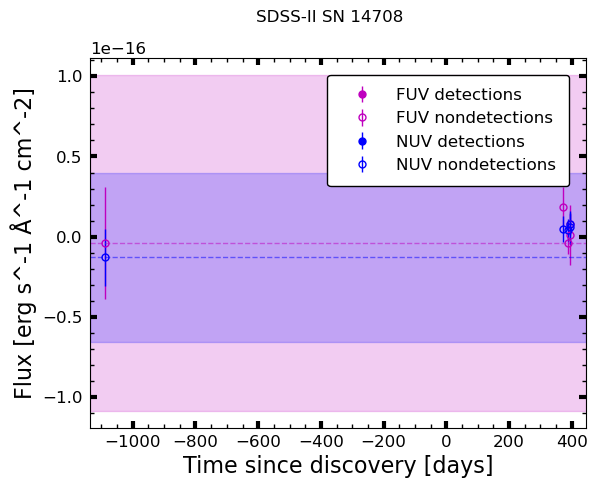 SDSS-II SN 14708
1e−16
1.0
0.5
0.0
−0.5
−1.0
Flux [erg s^-1 Å^-1 cm^-2]
FUV detections
FUV nondetections
NUV detections
NUV nondetections
−1000 −800 −600 −400 −200 0 200 400
Time since discovery [days]